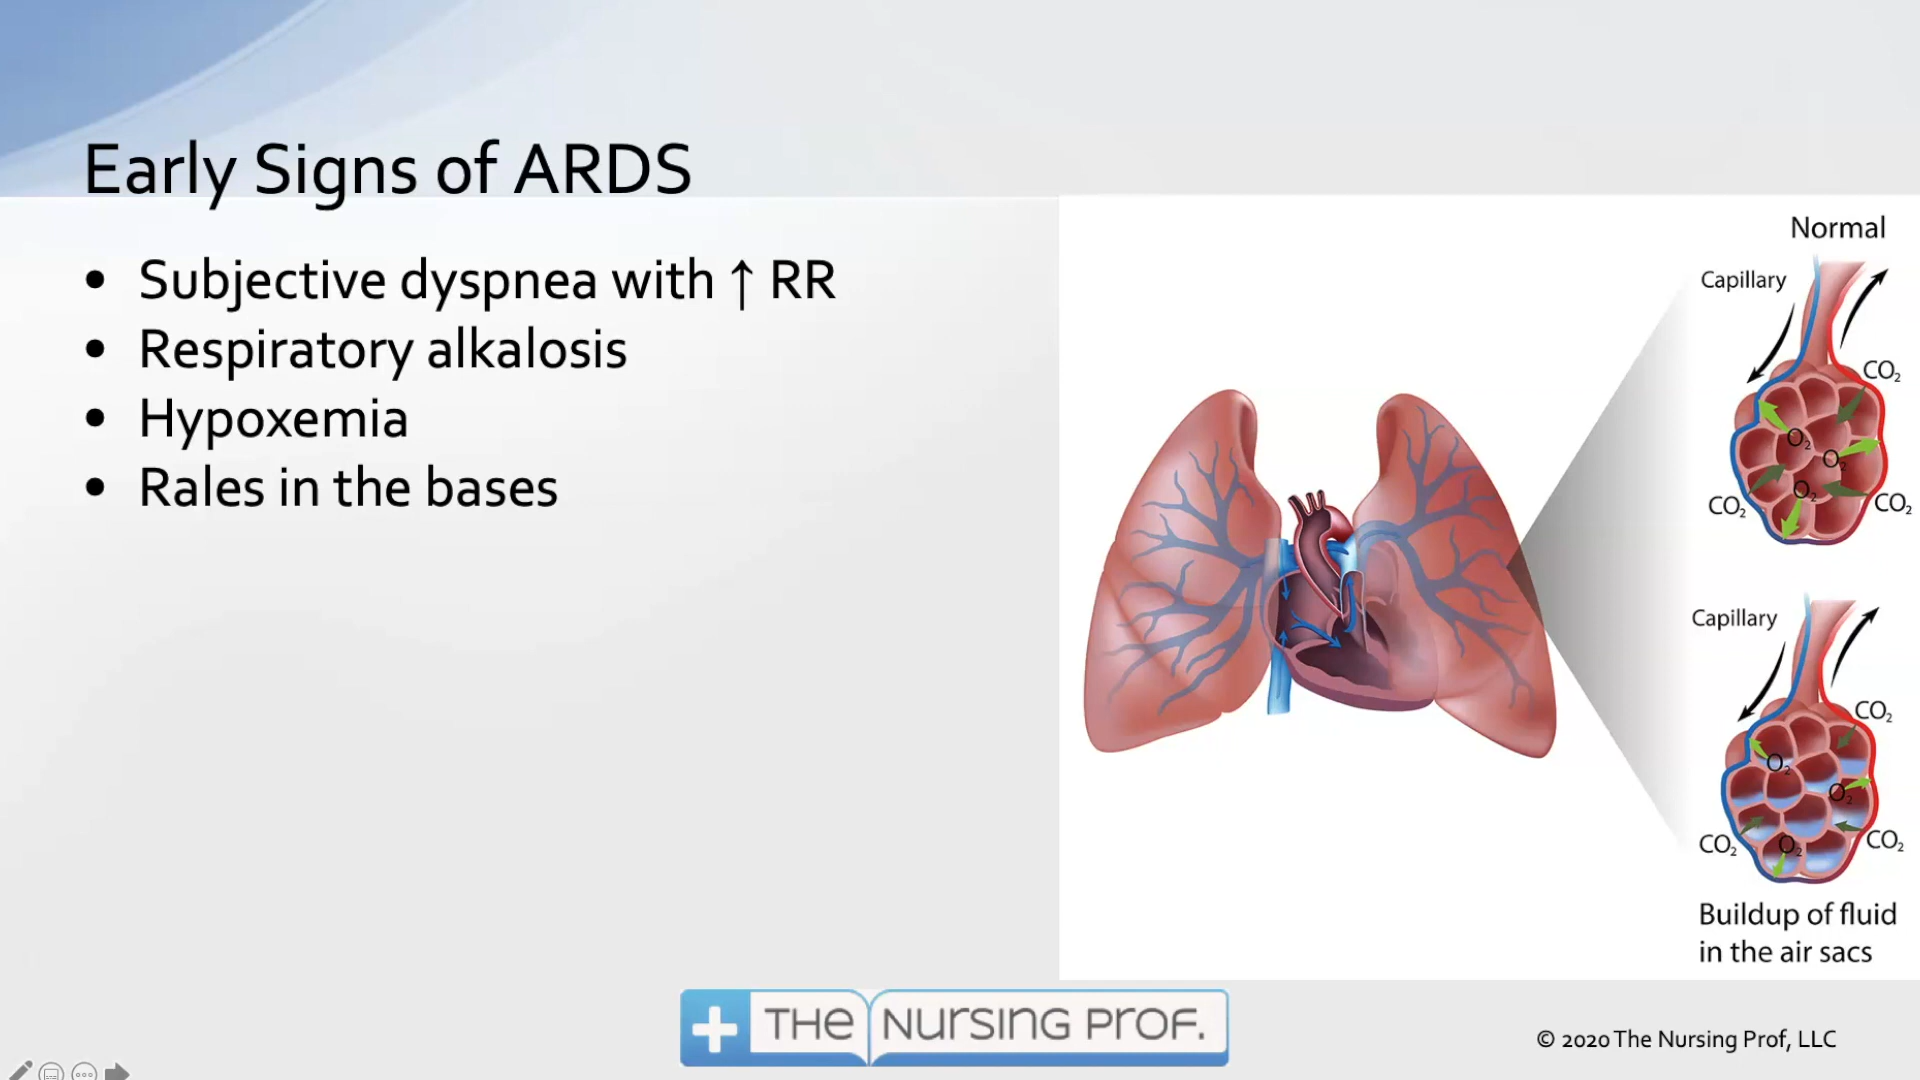 Early Signs of ARDS
• Subjective dyspnea with ↑ RR
• Respiratory alkalosis
• Hypoxemia
• Rales in the bases
Normal
Capillary
CO₂
O₂
O₂
O₂
CO₂
CO₂
Capillary
CO₂
O₂
O₂
CO₂
O₂
CO₂
Buildup of fluid
in the air sacs
THE NURSING PROF.
© 2020 The Nursing Prof, LLC